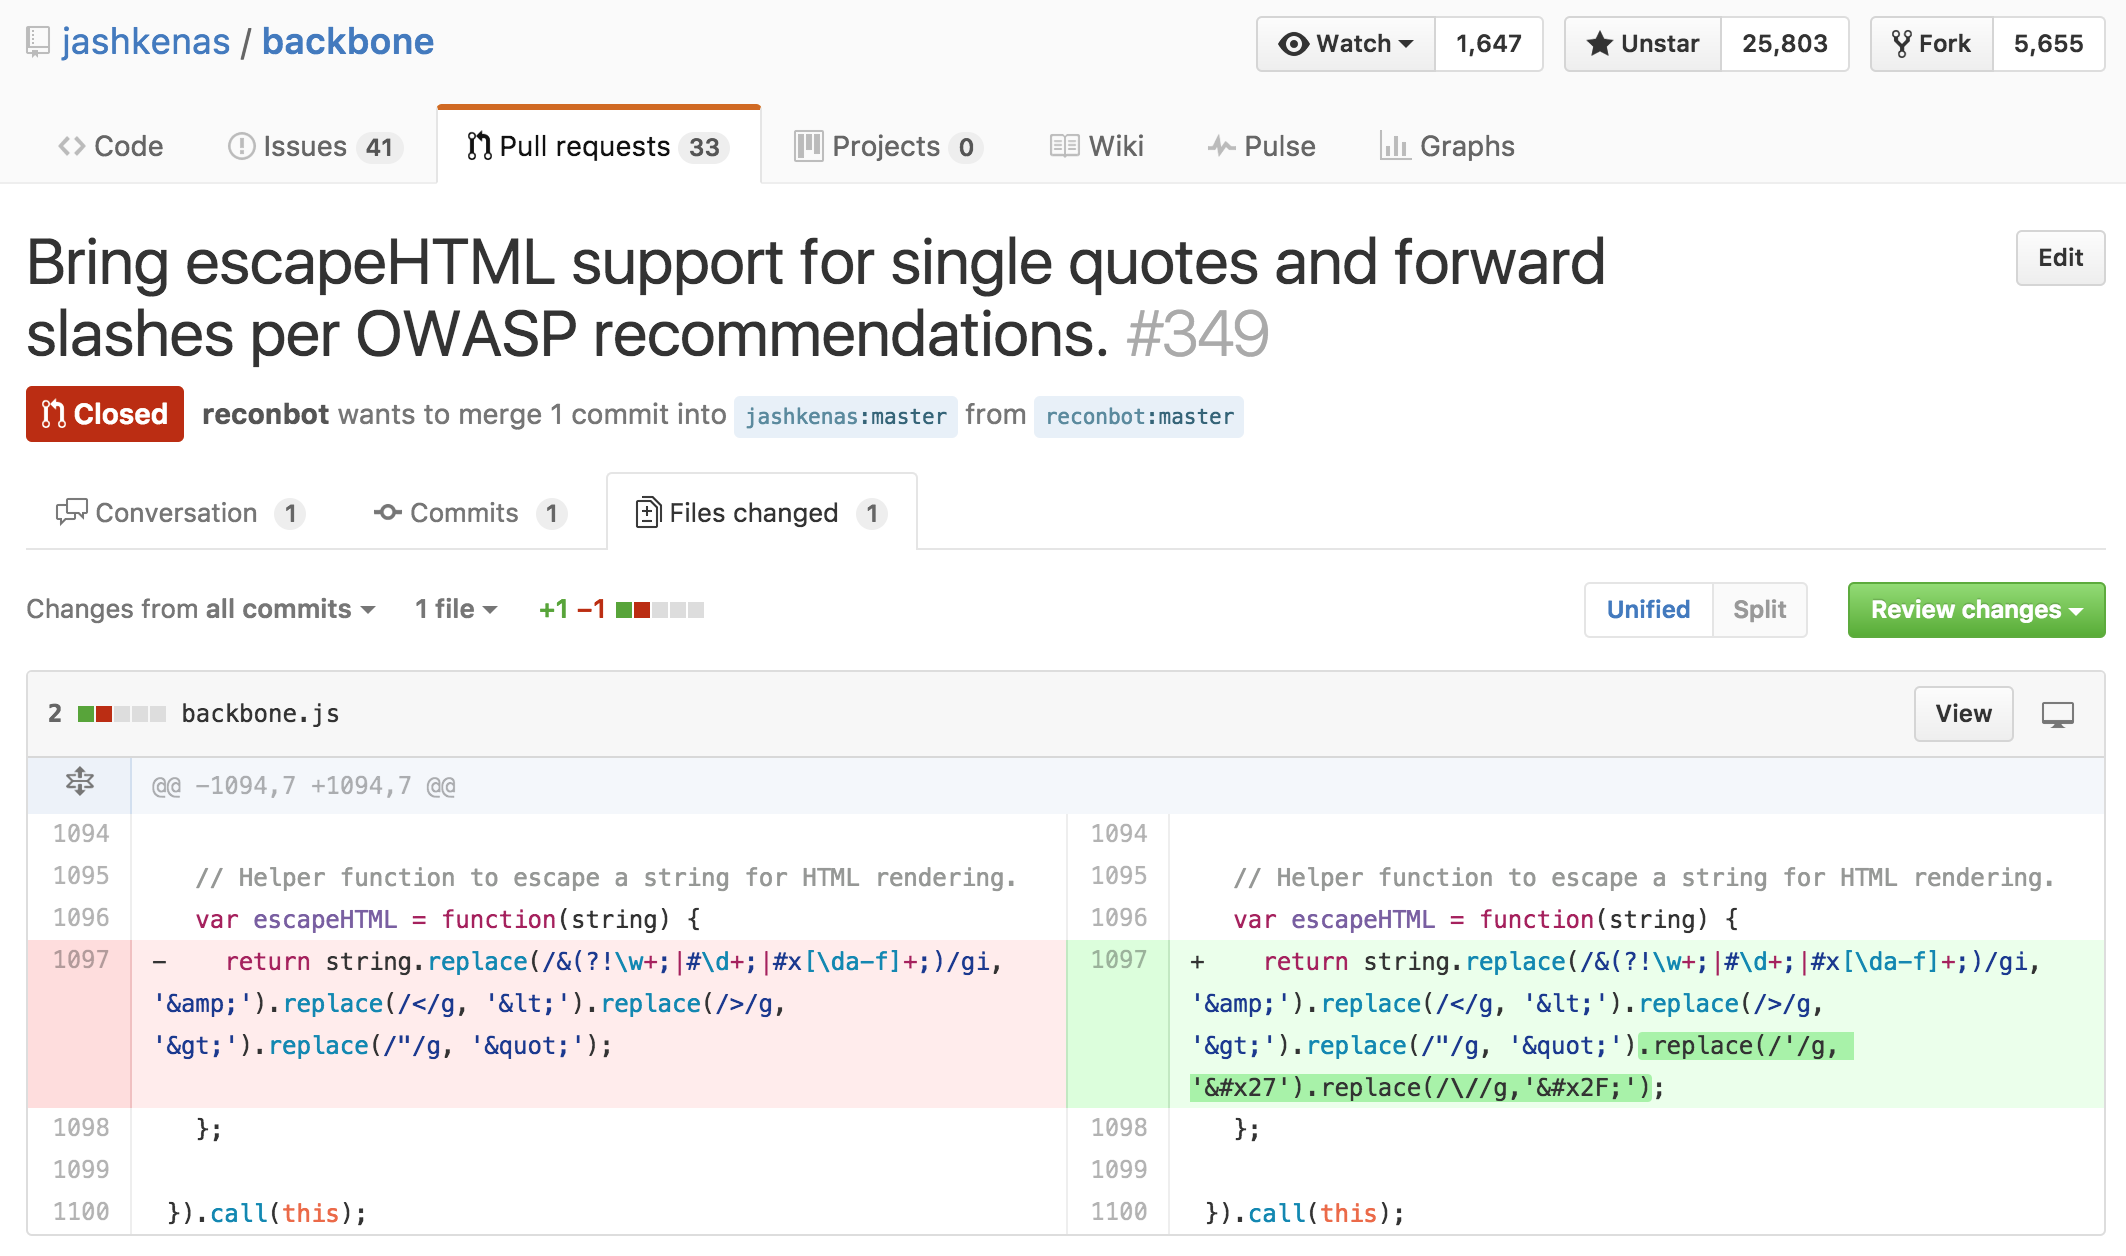 jashkenas / backbone
Watch 1,647 Unstar 25,803 Fork 5,655
Code Issues 41 Pull requests 33 Projects 0 Wiki Pulse Graphs
Bring escapeHTML support for single quotes and forward
slashes per OWASP recommendations. #349
Edit
Closed reconbot wants to merge 1 commit into jashkenas:master from reconbot:master
Conversation 1 Commits 1 Files changed 1
Changes from all commits 1 file +1 −1 Unified Split Review changes
2 backbone.js View
@@ -1094,7 +1094,7 @@
1094
1095 // Helper function to escape a string for HTML rendering.
1096 var escapeHTML = function(string) {
1097 - return string.replace(/&(?!\w+;|#\d+;|#x[\da-f]+;)/gi,
'&amp;').replace(/</g, '&lt;').replace(/>/g,
'&gt;').replace(/"/g, '&quot;');
1098 };
1099
1100 }).call(this);
1094
1095 // Helper function to escape a string for HTML rendering.
1096 var escapeHTML = function(string) {
1097 + return string.replace(/&(?!\w+;|#\d+;|#x[\da-f]+;)/gi,
'&amp;').replace(/</g, '&lt;').replace(/>/g,
'&gt;').replace(/"/g, '&quot;').replace(/'/g,
'&#x27').replace(/\//g,'&#x2F;');
1098 };
1099
1100 }).call(this);